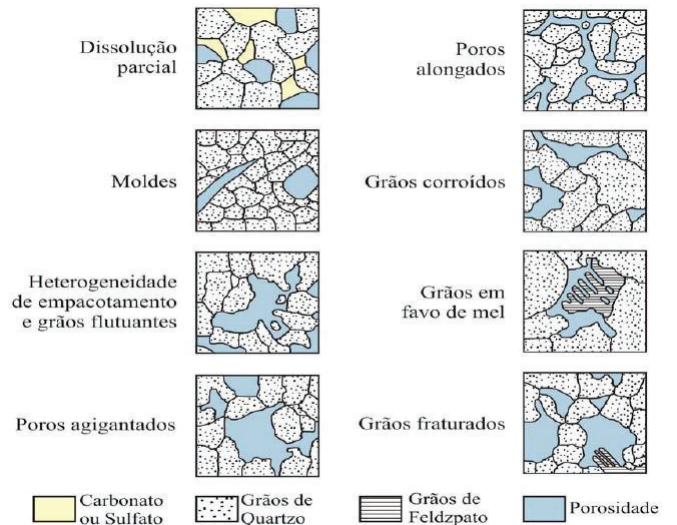 Dissolução
parcial
Poros
alongados
Moldes
Grãos corroídos
Heterogeneidade
de empacotamento
e grãos flutuantes
Grãos em
favo de mel
Poros agigantados
Grãos fraturados
Carbonato
ou Sulfato
Grãos de
Quartzo
Grãos de
Feldzpato
Porosidade